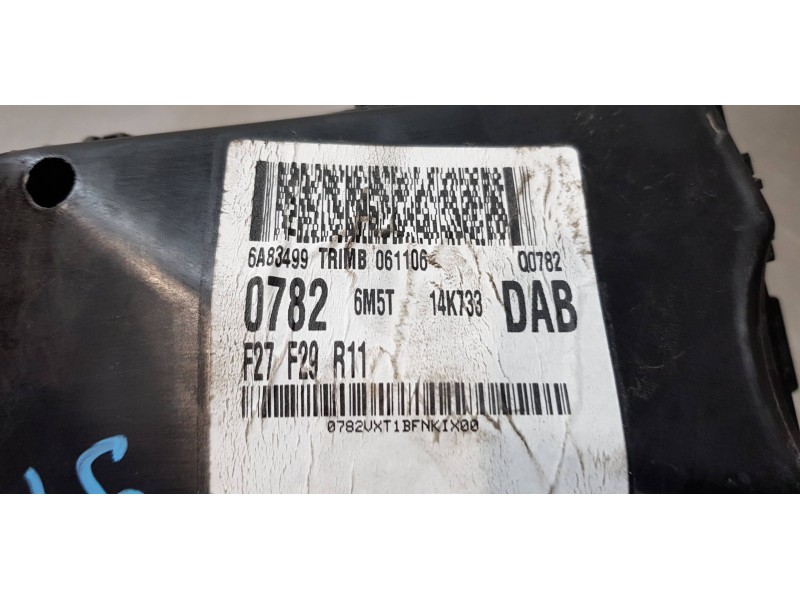 6A83499 TRIMB 061106 Q0782
0782 6M5T 14K733 DAB
F27 F29 R11
0782VXT1BFNKIX00